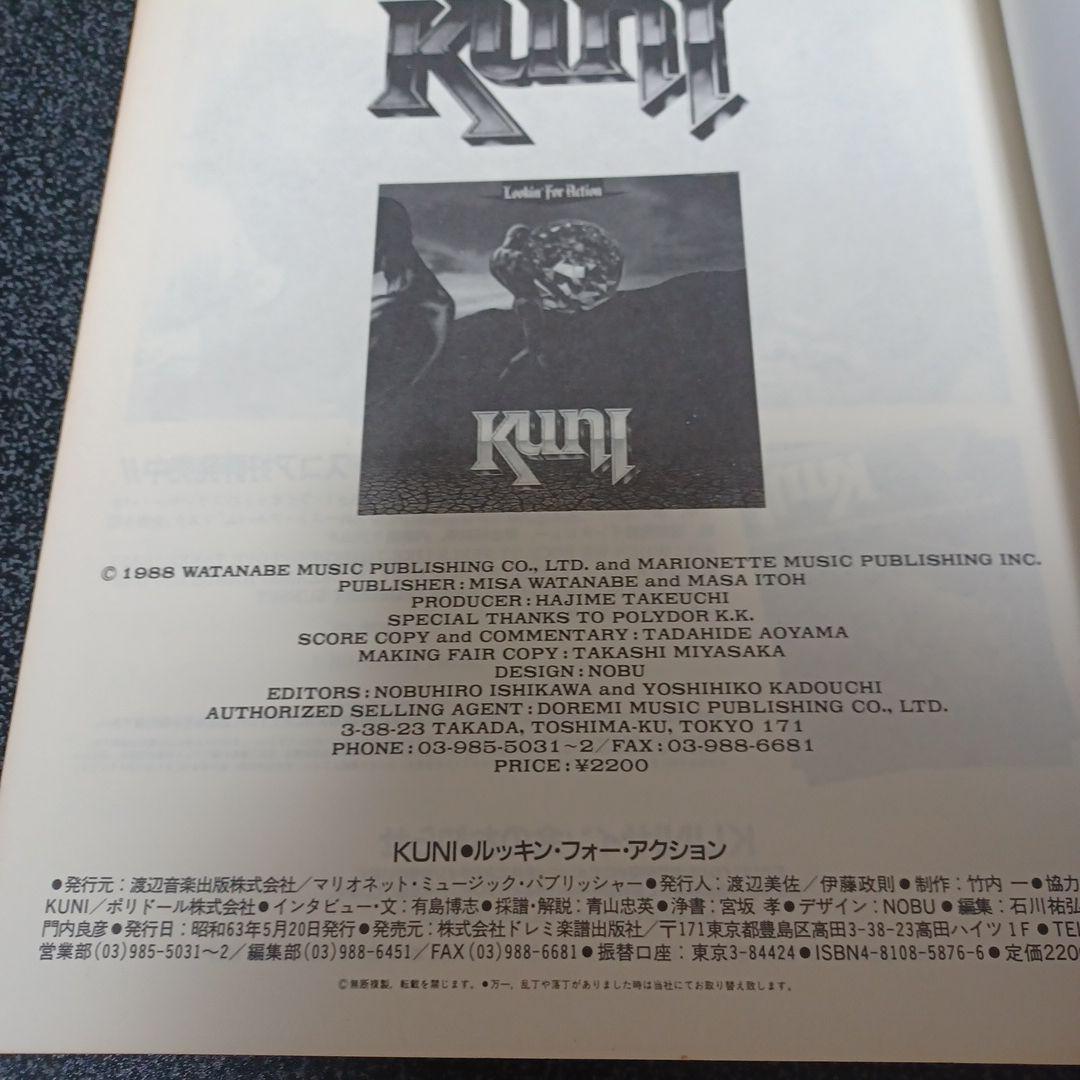 KUNI
Lookin' For Action
KUNI
© 1988 WATANABE MUSIC PUBLISHING CO., LTD. and MARIONETTE MUSIC PUBLISHING INC.
PUBLISHER : MISA WATANABE and MASA ITOH
PRODUCER : HAJIME TAKEUCHI
SPECIAL THANKS TO POLYDOR K.K.
SCORE COPY and COMMENTARY : TADAHIDE AOYAMA
MAKING FAIR COPY : TAKASHI MIYASAKA
DESIGN : NOBU
EDITORS : NOBUHIRO ISHIKAWA and YOSHIHIKO KADOUCHI
AUTHORIZED SELLING AGENT : DOREMI MUSIC PUBLISHING CO., LTD.
3-38-23 TAKADA, TOSHIMA-KU, TOKYO 171
PHONE : 03-985-5031~2/FAX : 03-988-6681
PRICE : ¥2200
KUNI●ルッキン・フォー・アクション
●発行元：渡辺音楽出版株式会社／マリオネット・ミュージック・パブリッシャー●発行人：渡辺美佐／伊藤政則●制作：竹内 一●協力
KUNI／ポリドール株式会社●インタビュー・文：有島博志●採譜・解説：青山忠英●浄書：宮坂 孝●デザイン：NOBU●編集：石川祐弘
門内良彦●発行日：昭和63年5月20日発行●発売元：株式会社ドレミ楽譜出版社／〒171東京都豊島区高田3-38-23高田ハイツ1F●TEL
営業部(03)985-5031~2／編集部(03)988-6451／FAX(03)988-6681●振替口座：東京3-84424●ISBN4-8108-5876-6●定価220
©無断複製、転載を禁じます。●万一、乱丁や落丁がありました時は当社にてお取り替え致します。